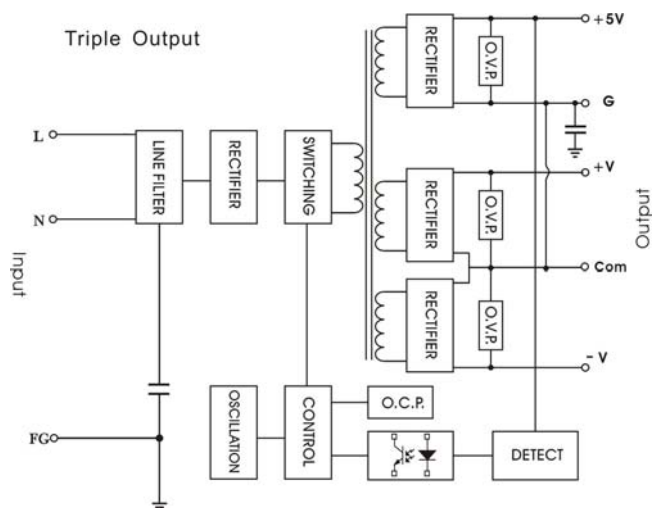 Triple Output
+5V
RECTIFIER
O.V.P.
G
L
LINE FILTER
RECTIFIER
SWITCHING
+V
RECTIFIER
O.V.P.
N
Input
Output
Com
RECTIFIER
O.V.P.
- V
OSCILLATION
CONTROL
O.C.P.
FG
DETECT